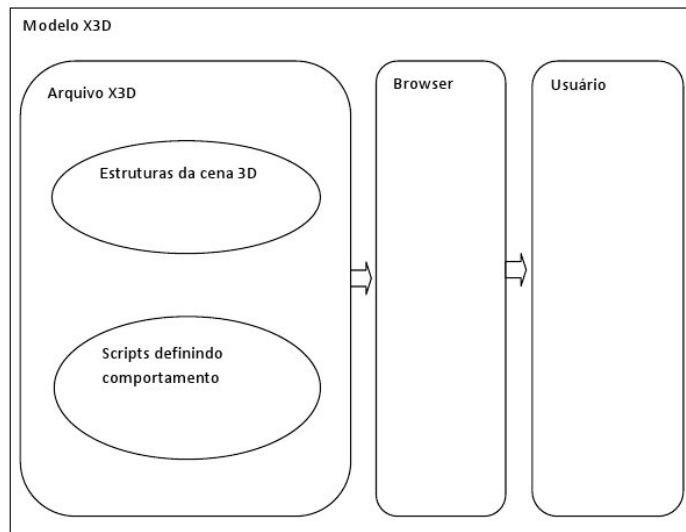 Modelo X3D
Arquivo X3D
Estruturas da cena 3D
Scripts definindo
comportamento
Browser
Usuário